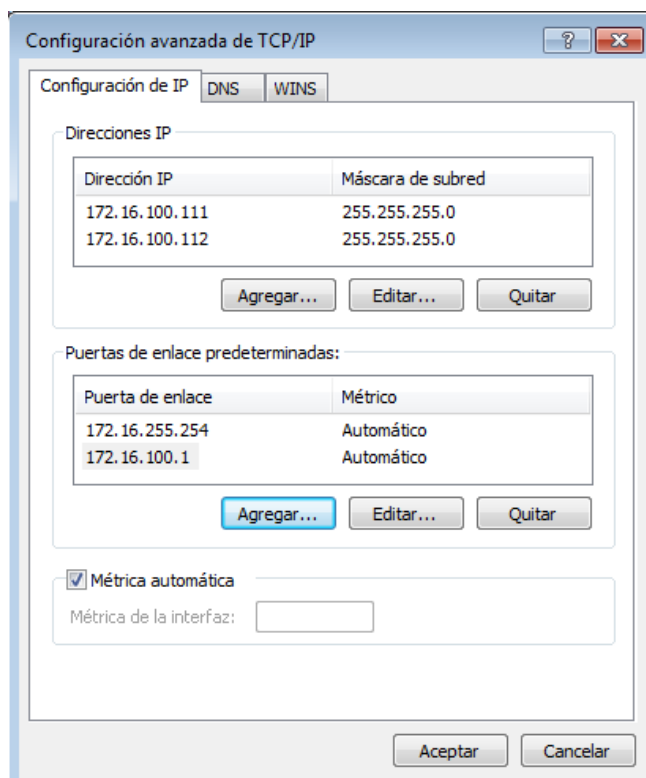 Configuración avanzada de TCP/IP
Configuración de IP DNS WINS
Direcciones IP
Dirección IP Máscara de subred
172.16.100.111 255.255.255.0
172.16.100.112 255.255.255.0
Agregar... Editar... Quitar
Puertas de enlace predeterminadas:
Puerta de enlace Métrico
172.16.255.254 Automático
172.16.100.1 Automático
Agregar... Editar... Quitar
Métrica automática
Métrica de la interfaz:
Aceptar Cancelar